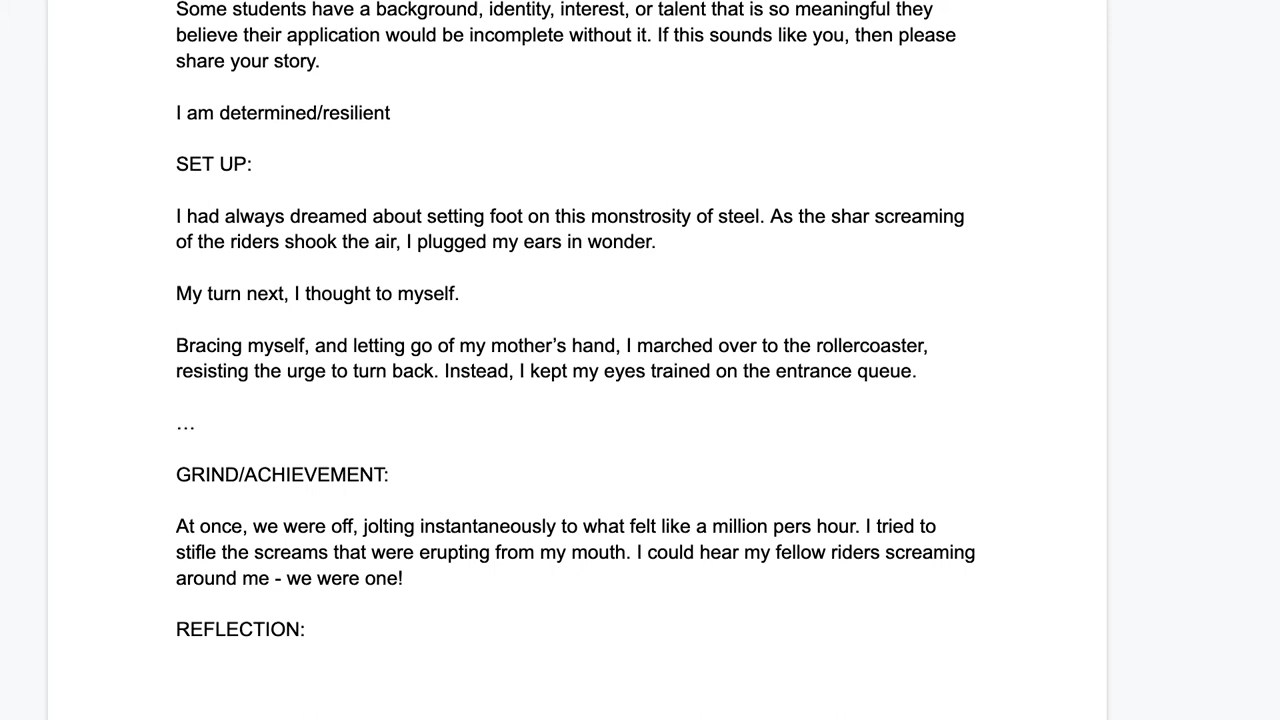 Some students have a background, identity, interest, or talent that is so meaningful they
believe their application would be incomplete without it. If this sounds like you, then please
share your story.
I am determined/resilient
SET UP:
I had always dreamed about setting foot on this monstrosity of steel. As the shar screaming
of the riders shook the air, I plugged my ears in wonder.
My turn next, I thought to myself.
Bracing myself, and letting go of my mother’s hand, I marched over to the rollercoaster,
resisting the urge to turn back. Instead, I kept my eyes trained on the entrance queue.
…
GRIND/ACHIEVEMENT:
At once, we were off, jolting instantaneously to what felt like a million pers hour. I tried to
stifle the screams that were erupting from my mouth. I could hear my fellow riders screaming
around me - we were one!
REFLECTION: